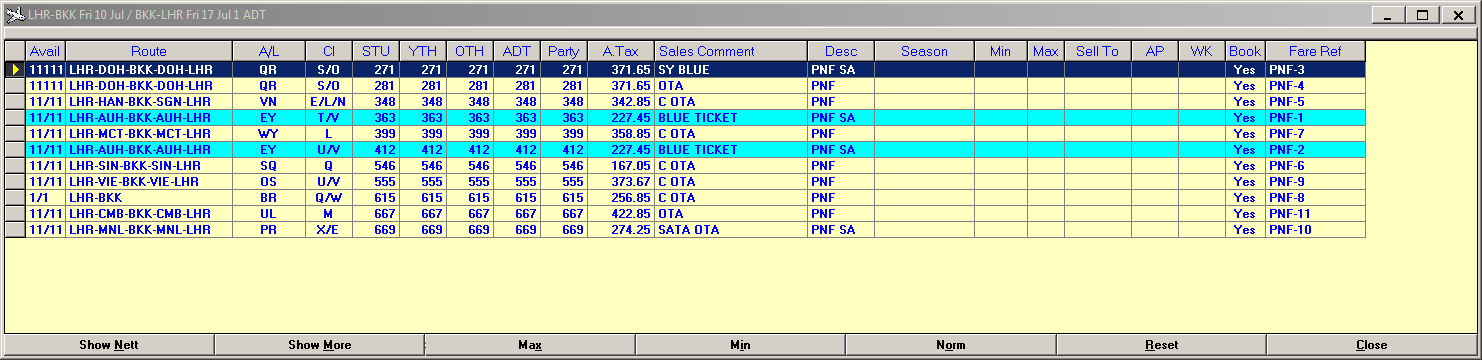 LHR-BKK Fri 10 Jul / BKK-LHR Fri 17 Jul 1 ADT
Avail Route A/L Cl STU YTH OTH ADT Party A.Tax Sales Comment Desc Season Min Max Sell To AP WK Book Fare Ref
11111 LHR-DOH-BKK-DOH-LHR QR S/O 271 271 271 271 271 371.65 SY BLUE PNF SA Yes PNF-3
11111 LHR-DOH-BKK-DOH-LHR QR S/O 281 281 281 281 281 371.65 OTA PNF Yes PNF-4
11/11 LHR-HAN-BKK-SGN-LHR VN E/L/N 348 348 348 348 348 342.85 C OTA PNF Yes PNF-5
11/11 LHR-AUH-BKK-AUH-LHR EY T/V 363 363 363 363 363 227.45 BLUE TICKET PNF SA Yes PNF-1
11/11 LHR-MCT-BKK-MCT-LHR WY L 399 399 399 399 399 358.85 C OTA PNF Yes PNF-7
11/11 LHR-AUH-BKK-AUH-LHR EY U/V 412 412 412 412 412 227.45 BLUE TICKET PNF SA Yes PNF-2
11/11 LHR-SIN-BKK-SIN-LHR SQ Q 546 546 546 546 546 167.05 C OTA PNF Yes PNF-6
11/11 LHR-VIE-BKK-VIE-LHR OS U/V 555 555 555 555 555 373.67 C OTA PNF Yes PNF-9
1/1 LHR-BKK BR Q/W 615 615 615 615 615 256.85 C OTA PNF Yes PNF-8
11/11 LHR-CMB-BKK-CMB-LHR UL M 667 667 667 667 667 422.85 OTA PNF Yes PNF-11
11/11 LHR-MNL-BKK-MNL-LHR PR X/E 669 669 669 669 669 274.25 SATA OTA PNF SA Yes PNF-10
Show Nett Show More Max Min Norm Reset Close